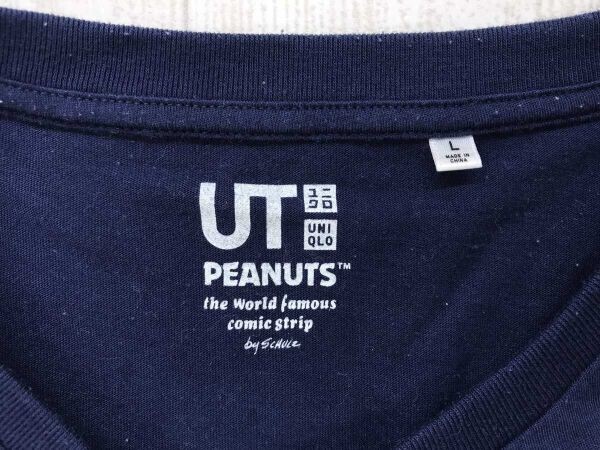 UT ユニ
クロ
UNI
QLO
PEANUTS™
the World famous
comic strip
by SCHULZ
L
MADE IN
CHINA